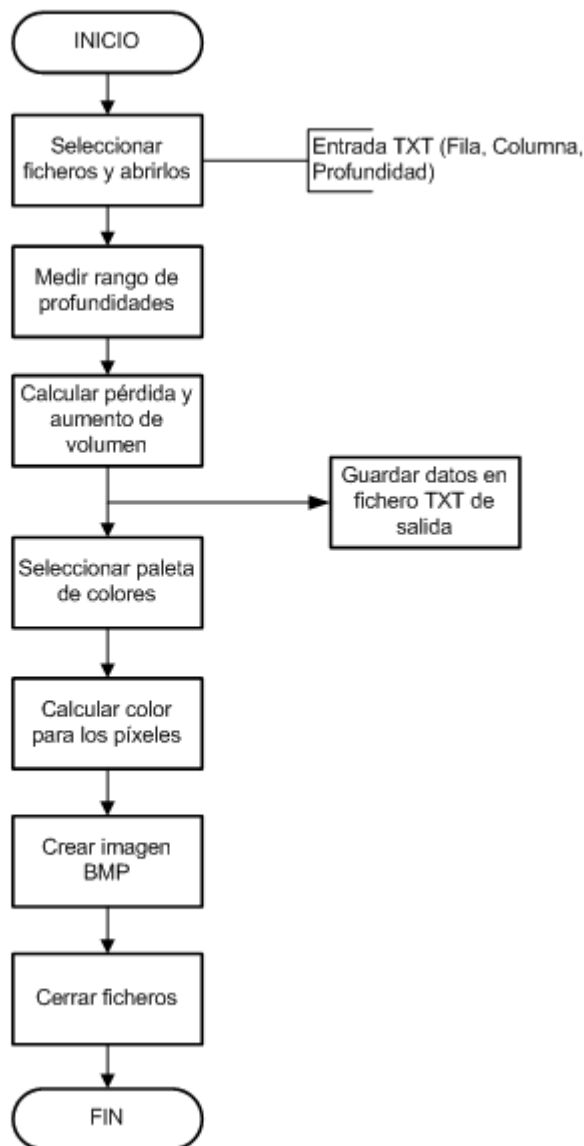 INICIO
Seleccionar
ficheros y abrirlos
Entrada TXT (Fila, Columna,
Profundidad)
Medir rango de
profundidades
Calcular pérdida y
aumento de
volumen
Guardar datos en
fichero TXT de
salida
Seleccionar paleta
de colores
Calcular color
para los píxeles
Crear imagen
BMP
Cerrar ficheros
FIN